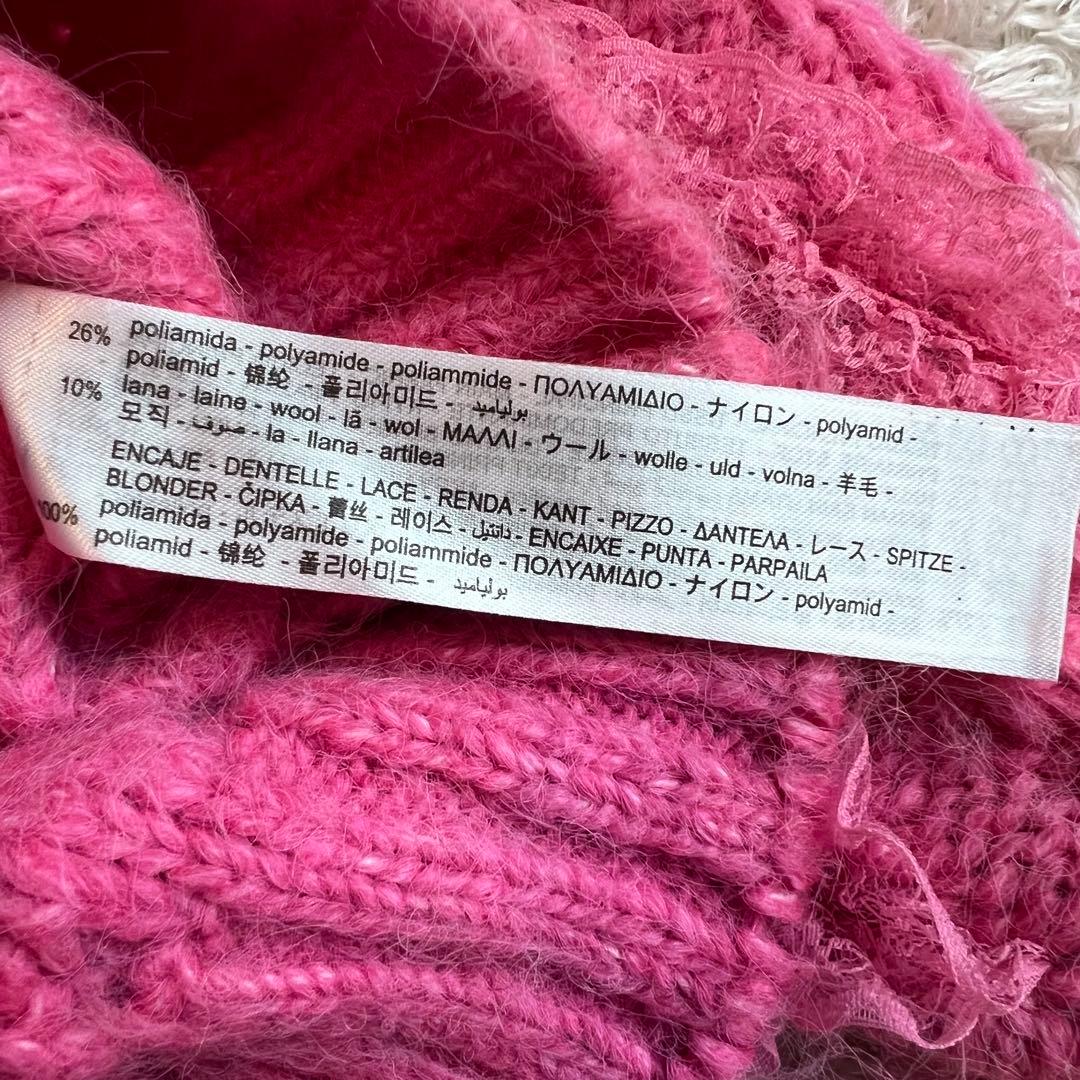 26% poliamida - polyamide - poliammide - ΠΟΛΥΑΜΙΔΙΟ - ナイロン - polyamid -
poliamid - 锦纶 - 폴리아미드 - بولياميد
10% lana - laine - wool - lã - wol - ΜΑΛΛΙ - ウール - wolle - uld - volna - 羊毛 -
모직 - صوف - la - llana - artilea
ENCAJE - DENTELLE - LACE - RENDA - KANT - PIZZO - ΔΑΝΤΕΛΑ - レース - SPITZE -
BLONDER - ČIPKA - 蕾丝 - 레이스 - دانتيل - ENCAIXE - PUNTA - PARPAILA
100% poliamida - polyamide - poliammide - ΠΟΛΥΑΜΙΔΙΟ - ナイロン - polyamid -
poliamid - 锦纶 - 폴리아미드 - بولياميد